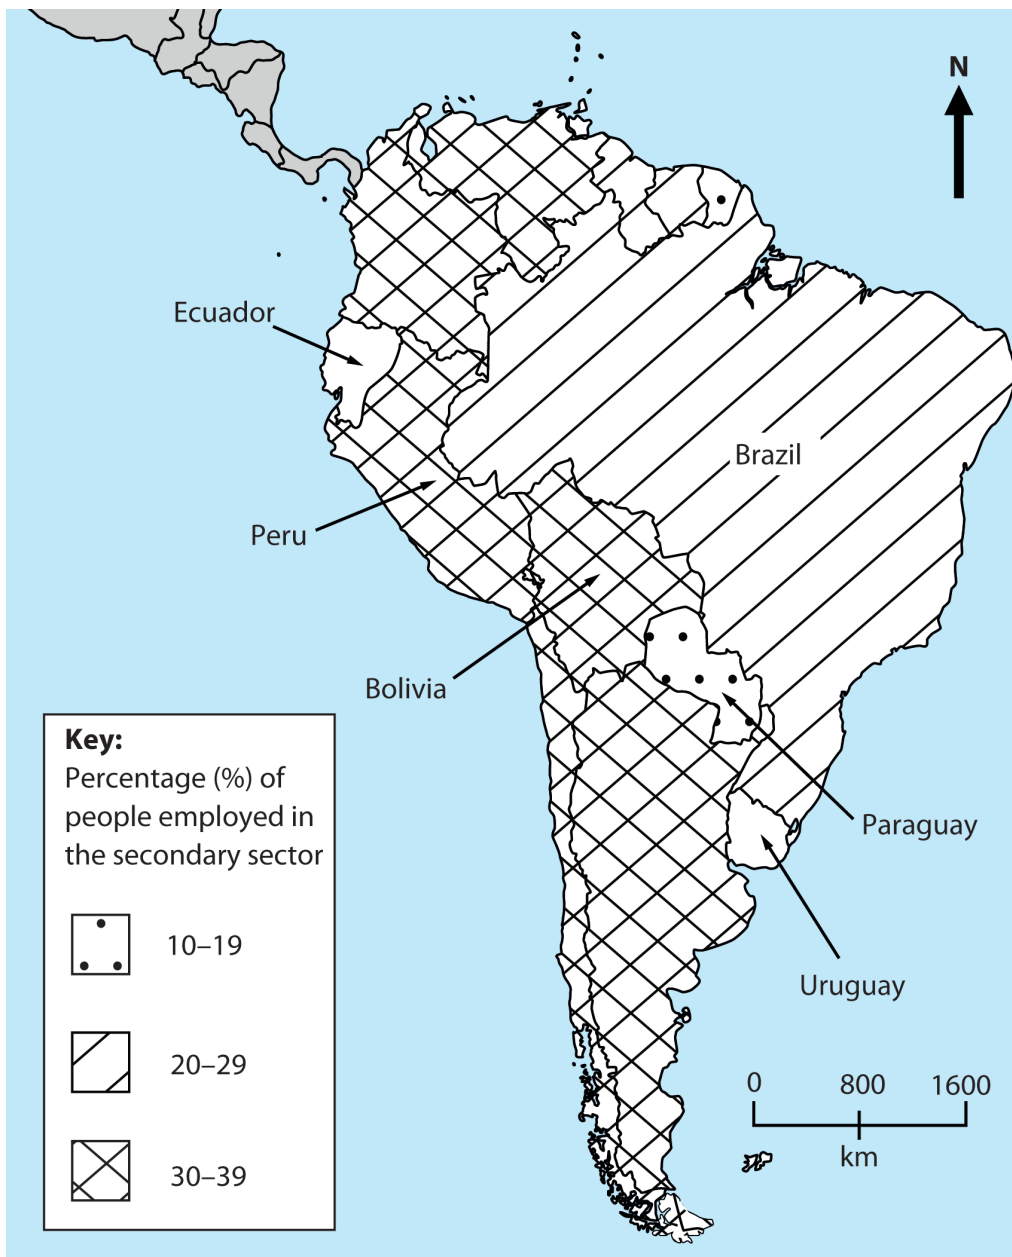 N
Ecuador
Brazil
Peru
Bolivia
Paraguay
Uruguay
Key:
Percentage (%) of
people employed in
the secondary sector
10–19
20–29
30–39
0 800 1600
km